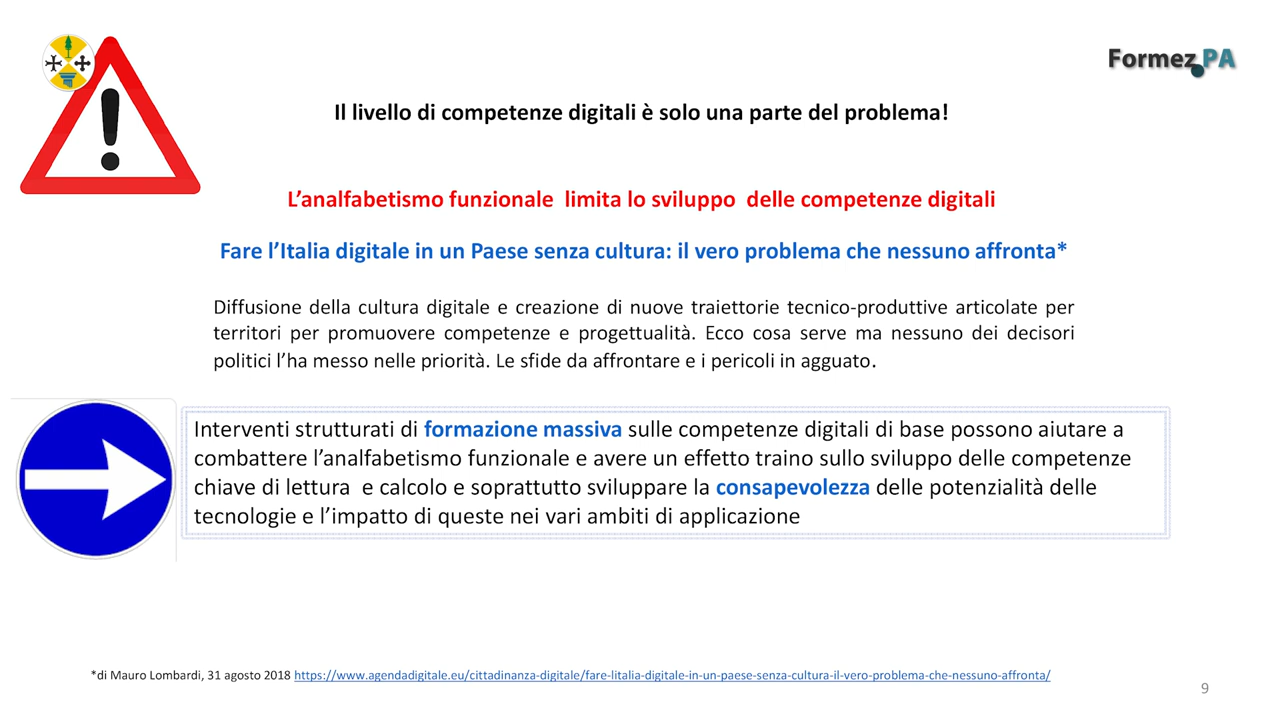 Formez PA
Il livello di competenze digitali è solo una parte del problema!
L’analfabetismo funzionale limita lo sviluppo delle competenze digitali
Fare l’Italia digitale in un Paese senza cultura: il vero problema che nessuno affronta*
Diffusione della cultura digitale e creazione di nuove traiettorie tecnico-produttive articolate per
territori per promuovere competenze e progettualità. Ecco cosa serve ma nessuno dei decisori
politici l’ha messo nelle priorità. Le sfide da affrontare e i pericoli in agguato.
Interventi strutturati di formazione massiva sulle competenze digitali di base possono aiutare a
combattere l’analfabetismo funzionale e avere un effetto traino sullo sviluppo delle competenze
chiave di lettura e calcolo e soprattutto sviluppare la consapevolezza delle potenzialità delle
tecnologie e l’impatto di queste nei vari ambiti di applicazione
*di Mauro Lombardi, 31 agosto 2018 https://www.agendadigitale.eu/cittadinanza-digitale/fare-litalia-digitale-in-un-paese-senza-cultura-il-vero-problema-che-nessuno-affronta/
9